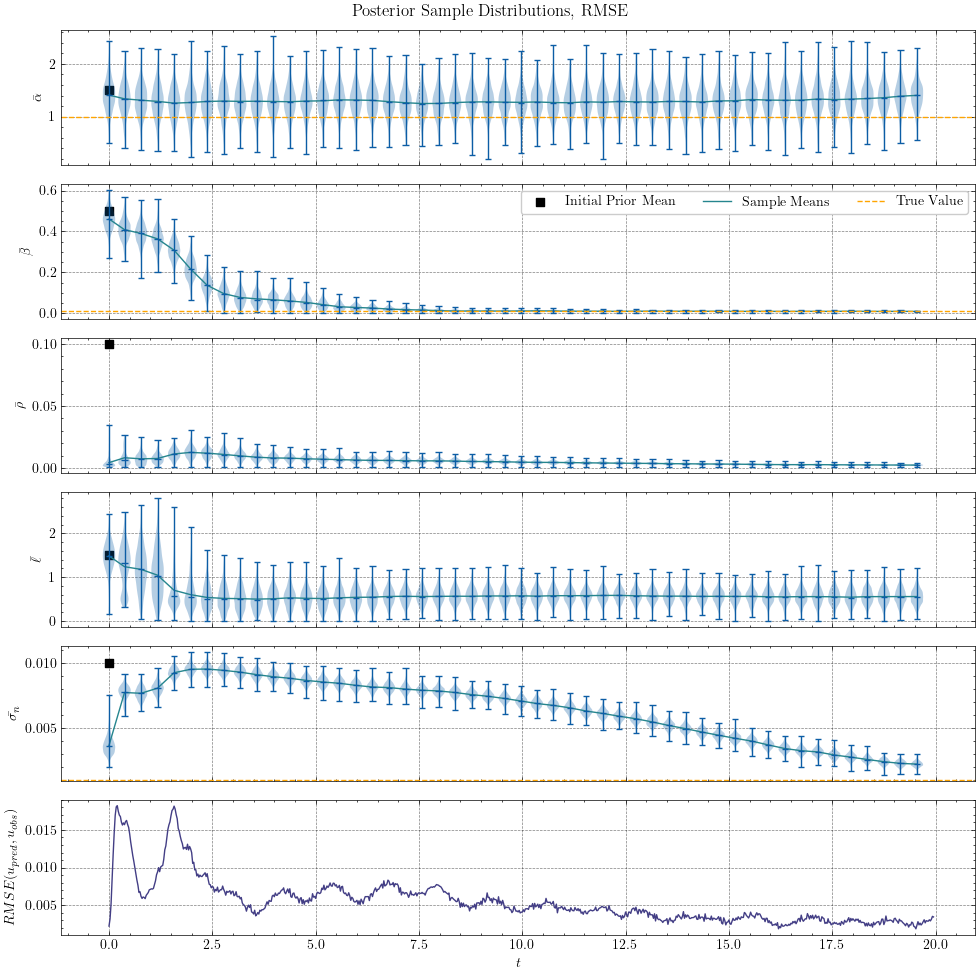 Posterior Sample Distributions, RMSE
2
1
ᾱ
0.6
0.4
0.2
0.0
β̄
Initial Prior Mean
Sample Means
True Value
0.10
0.05
0.00
ρ̄
2
1
0
ℓ̄
0.010
0.005
σ̄ₙ
0.015
0.010
0.005
RMSE(u_pred, u_obs)
0.0 2.5 5.0 7.5 10.0 12.5 15.0 17.5 20.0
t